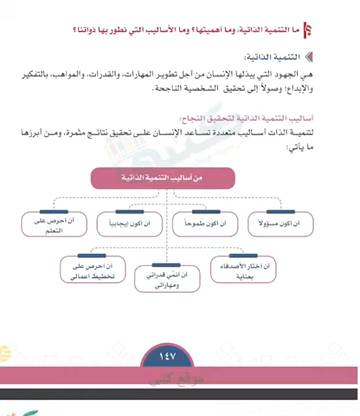 ما التنمية الذاتية، وما أهميتها؟ وما الأساليب التي نطور بها ذواتنا؟
التنمية الذاتية:
هي الجهود التي يبذلها الإنسان من أجل تطوير المهارات، والقدرات، والمواهب، بالتفكير
والإبداع؛ وصولاً إلى تحقيق الشخصية الناجحة.
أساليب التنمية الذاتية لتحقيق النجاح:
لتنمية الذات أساليب متعددة تساعد الإنسان على تحقيق نتائج مثمرة، ومن أبرزها
ما يأتي:
من أساليب التنمية الذاتية
أن أكون مسؤولاً
أن أكون طموحاً
أن أكون إيجابياً
أن أحرص على
التعلم
أن أختار الأصدقاء
بعناية
أن أنمّي قدراتي
ومهاراتي
أن أحرص على
تخطيط أعمالي
١٤٧
موقع كتبي